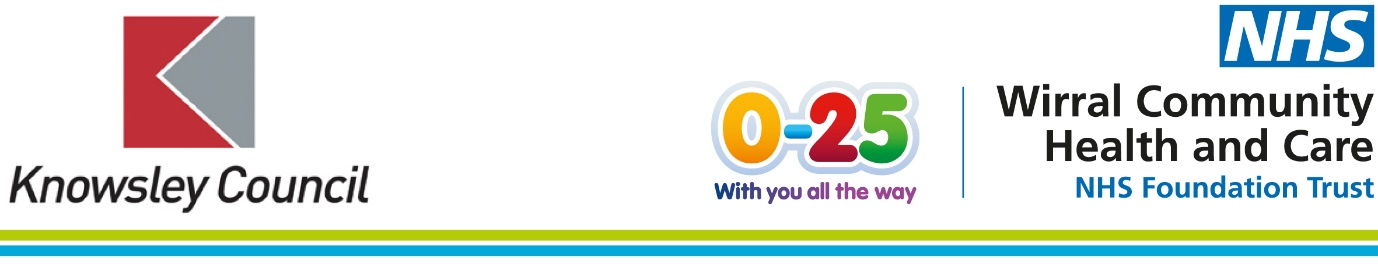 Knowsley Council
0-25
With you all the way
NHS
Wirral Community
Health and Care
NHS Foundation Trust